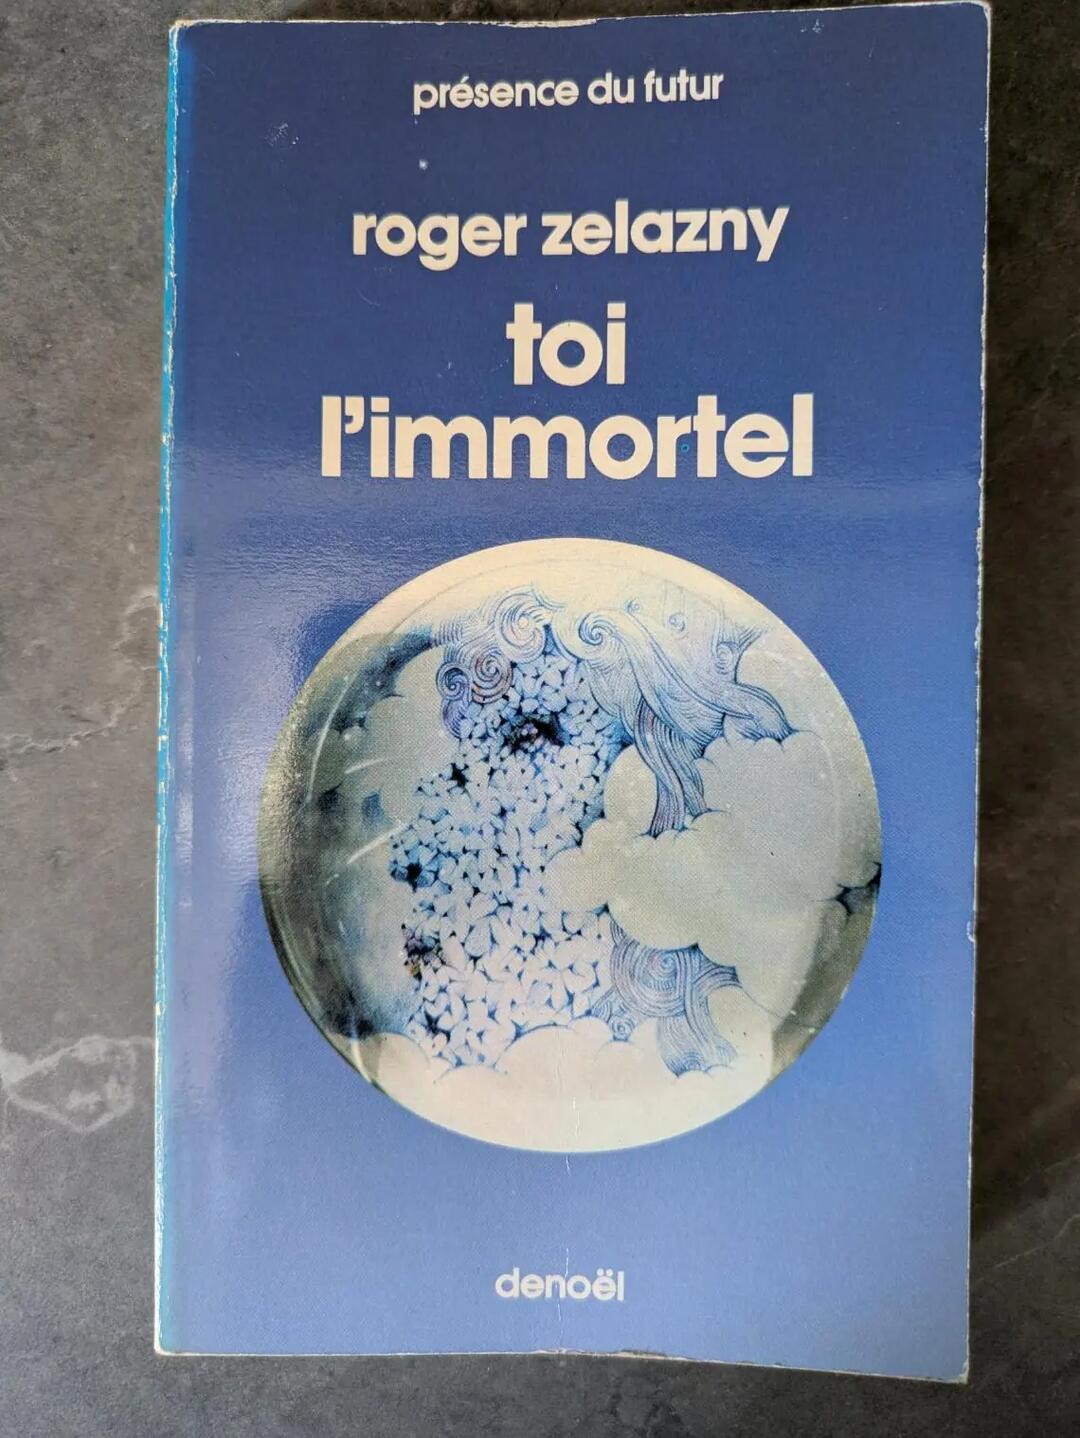 présence du futur
roger zelazny
toi
l'immortel
denoël